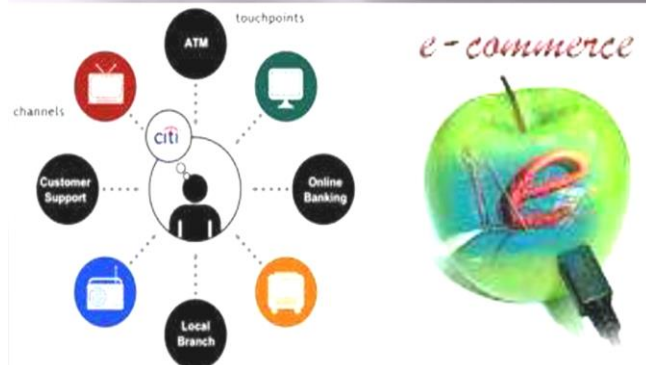 touchpoints
ATM
e-commerce
channels
citi
Customer
Support
Online
Banking
Local
Branch
e